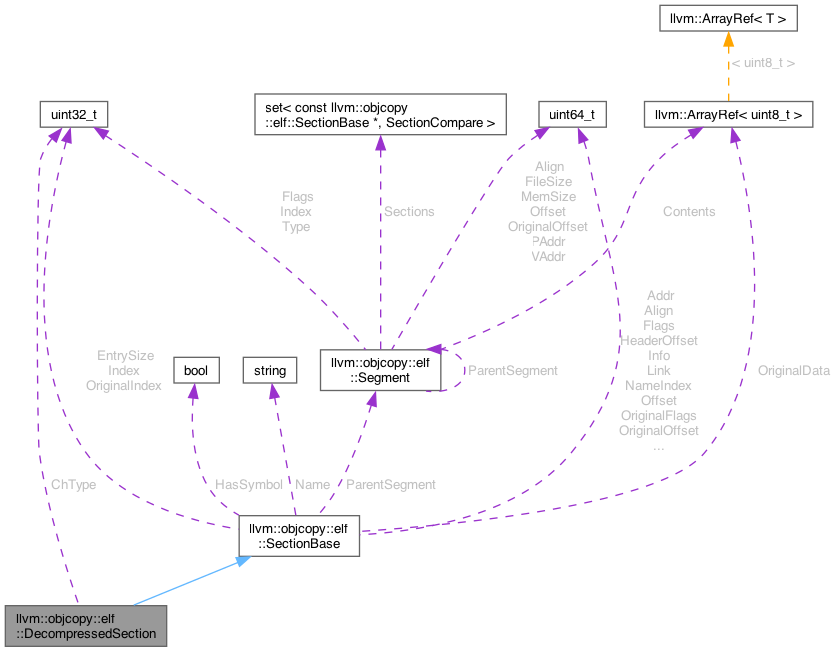 llvm::ArrayRef< T >
< uint8_t >
uint32_t
set< const llvm::objcopy
::elf::SectionBase *, SectionCompare >
uint64_t
llvm::ArrayRef< uint8_t >
Flags
Index
Type
Sections
Align
FileSize
MemSize
Offset
OriginalOffset
PAddr
VAddr
Contents
EntrySize
Index
OriginalIndex
bool
string
llvm::objcopy::elf
::Segment
ParentSegment
Addr
Align
Flags
HeaderOffset
Info
Link
NameIndex
Offset
OriginalFlags
OriginalOffset
...
OriginalData
ChType
HasSymbol
Name
ParentSegment
llvm::objcopy::elf
::SectionBase
llvm::objcopy::elf
::DecompressedSection